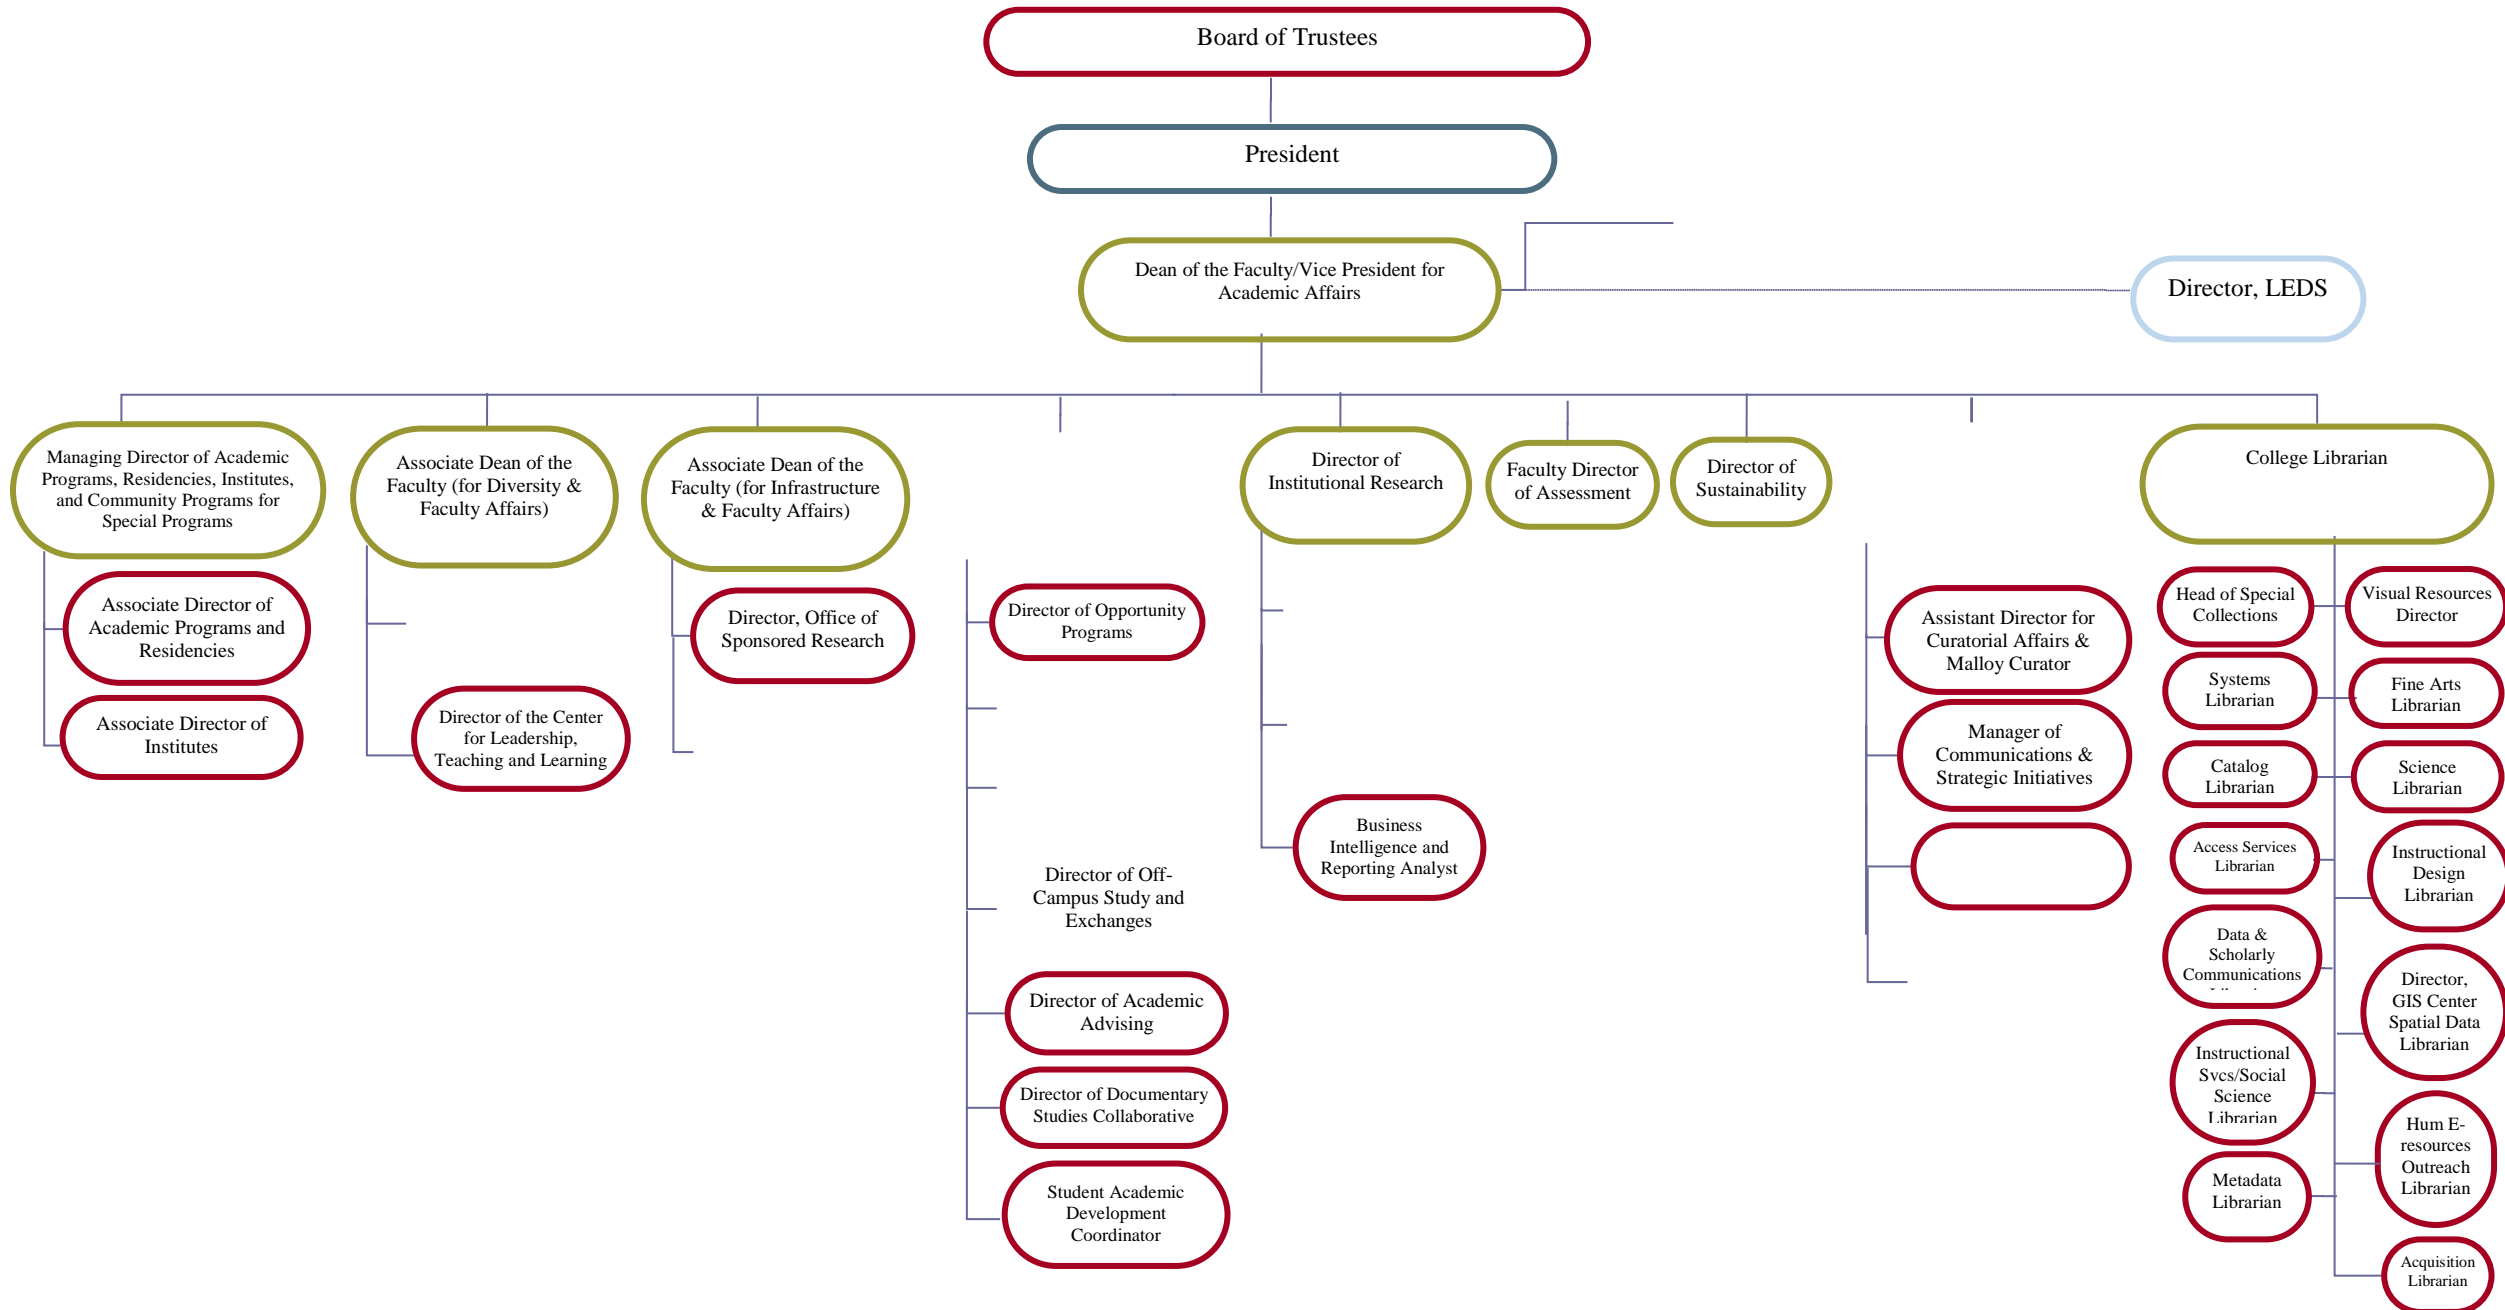 Board of Trustees
President
Dean of the Faculty/Vice President for
Academic Affairs
Director, LEDS
Managing Director of Academic
Programs, Residencies, Institutes,
and Community Programs for
Special Programs
Associate Dean of the
Faculty (for Diversity &
Faculty Affairs)
Associate Dean of the
Faculty (for Infrastructure
& Faculty Affairs)
Director of
Institutional Research
Faculty Director
of Assessment
Director of
Sustainability
College Librarian
Associate Director of
Academic Programs and
Residencies
Associate Director of
Institutes
Director of the Center
for Leadership,
Teaching and Learning
Director, Office of
Sponsored Research
Director of Opportunity
Programs
Director of Off-
Campus Study and
Exchanges
Director of Academic
Advising
Director of Documentary
Studies Collaborative
Student Academic
Development
Coordinator
Business
Intelligence and
Reporting Analyst
Assistant Director for
Curatorial Affairs &
Malloy Curator
Manager of
Communications &
Strategic Initiatives
Head of Special
Collections
Visual Resources
Director
Systems
Librarian
Fine Arts
Librarian
Catalog
Librarian
Science
Librarian
Access Services
Librarian
Instructional
Design
Librarian
Data &
Scholarly
Communications
Director,
GIS Center
Spatial Data
Librarian
Instructional
Svcs/Social
Science
Librarian
Hum E-
resources
Outreach
Librarian
Metadata
Librarian
Acquisition
Librarian